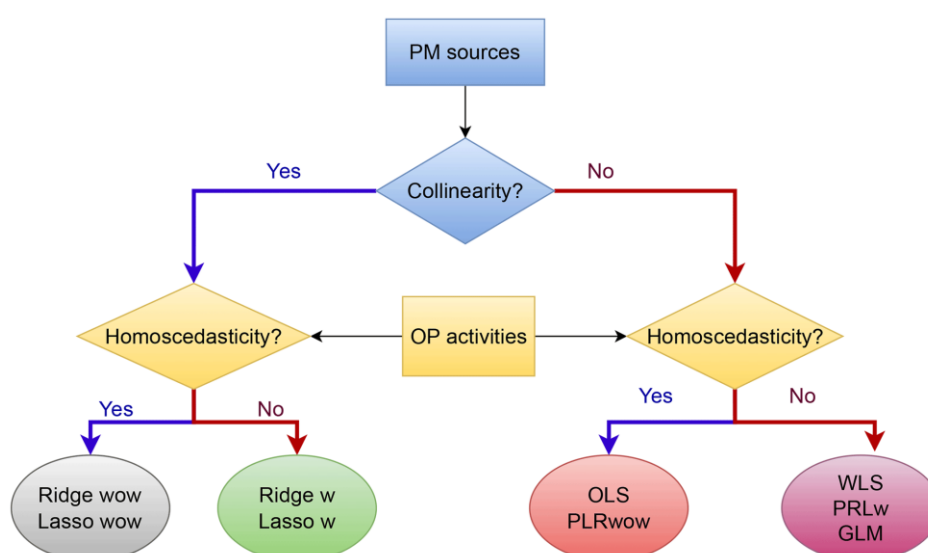 PM sources
Yes
No
Collinearity?
Homoscedasticity?
OP activities
Homoscedasticity?
Yes
No
Yes
No
Ridge wow
Lasso wow
Ridge w
Lasso w
OLS
PLRwow
WLS
PRLw
GLM